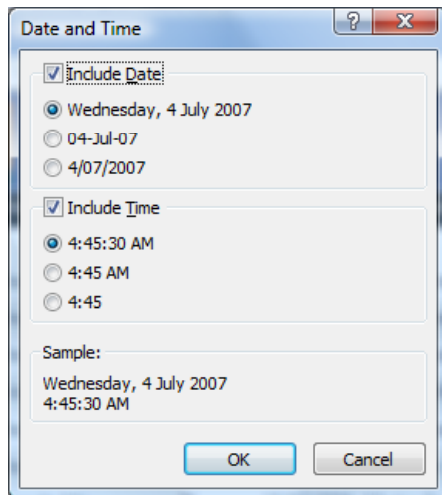 Date and Time
Include Date
Wednesday, 4 July 2007
04-Jul-07
4/07/2007
Include Time
4:45:30 AM
4:45 AM
4:45
Sample:
Wednesday, 4 July 2007
4:45:30 AM
OK
Cancel